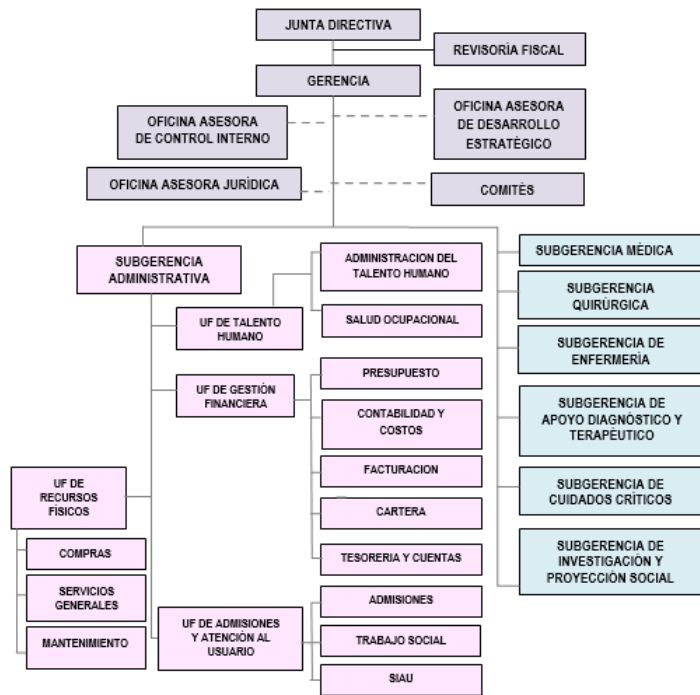 JUNTA DIRECTIVA
REVISORÍA FISCAL
GERENCIA
OFICINA ASESORA
DE CONTROL INTERNO
OFICINA ASESORA
DE DESARROLLO
ESTRATÉGICO
OFICINA ASESORA JURÍDICA
COMITÉS
SUBGERENCIA
ADMINISTRATIVA
ADMINISTRACION DEL
TALENTO HUMANO
UF DE TALENTO
HUMANO
SALUD OCUPACIONAL
UF DE GESTIÓN
FINANCIERA
PRESUPUESTO
CONTABILIDAD Y
COSTOS
FACTURACION
CARTERA
TESORERIA Y CUENTAS
UF DE
RECURSOS
FÍSICOS
COMPRAS
SERVICIOS
GENERALES
MANTENIMIENTO
UF DE ADMISIONES
Y ATENCIÓN AL
USUARIO
ADMISIONES
TRABAJO SOCIAL
SIAU
SUBGERENCIA MÉDICA
SUBGERENCIA
QUIRÚRGICA
SUBGERENCIA DE
ENFERMERÍA
SUBGERENCIA DE
APOYO DIAGNÓSTICO Y
TERAPÉUTICO
SUBGERENCIA DE
CUIDADOS CRÍTICOS
SUBGERENCIA DE
INVESTIGACIÓN Y
PROYECCIÓN SOCIAL